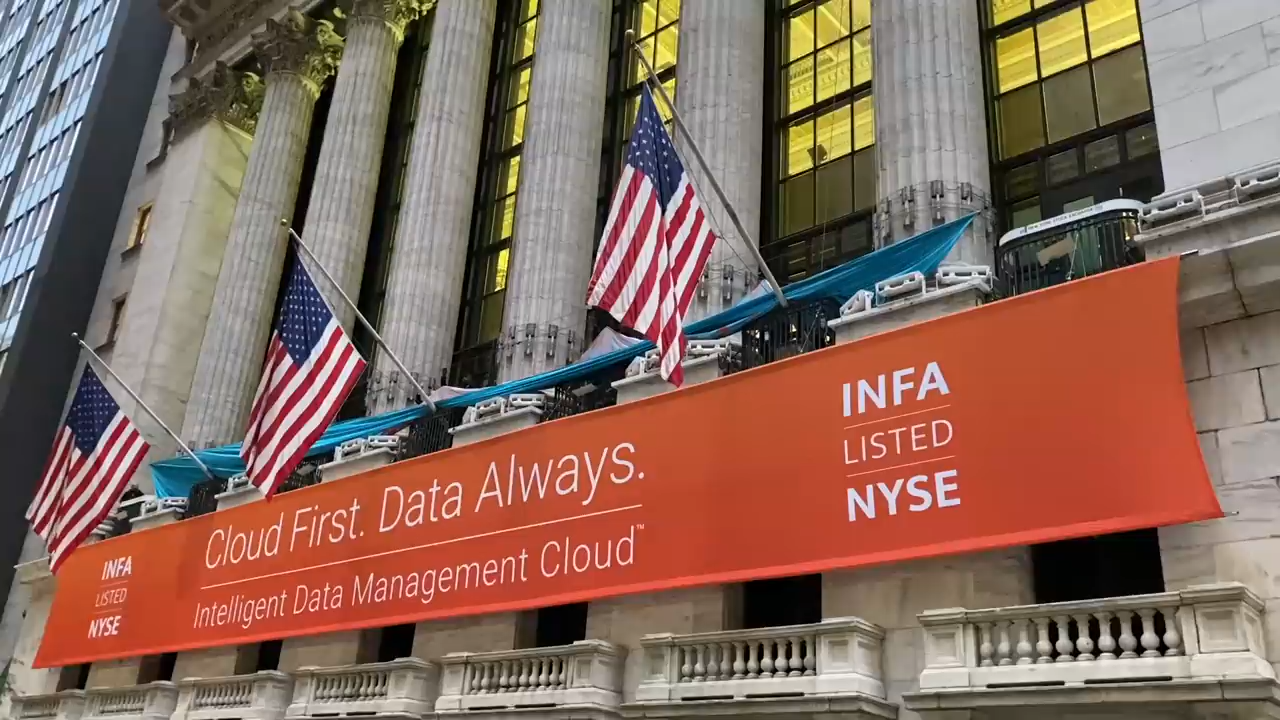 INFA
LISTED
NYSE
Cloud First. Data Always.
Intelligent Data Management Cloud™
INFA
LISTED
NYSE